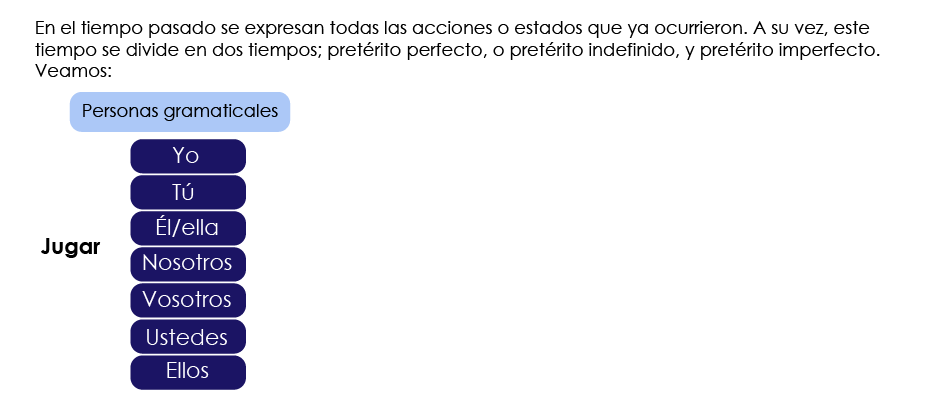 En el tiempo pasado se expresan todas las acciones o estados que ya ocurrieron. A su vez, este
tiempo se divide en dos tiempos; pretérito perfecto, o pretérito indefinido, y pretérito imperfecto.
Veamos:
Personas gramaticales
Yo
Tú
Él/ella
Jugar
Nosotros
Vosotros
Ustedes
Ellos